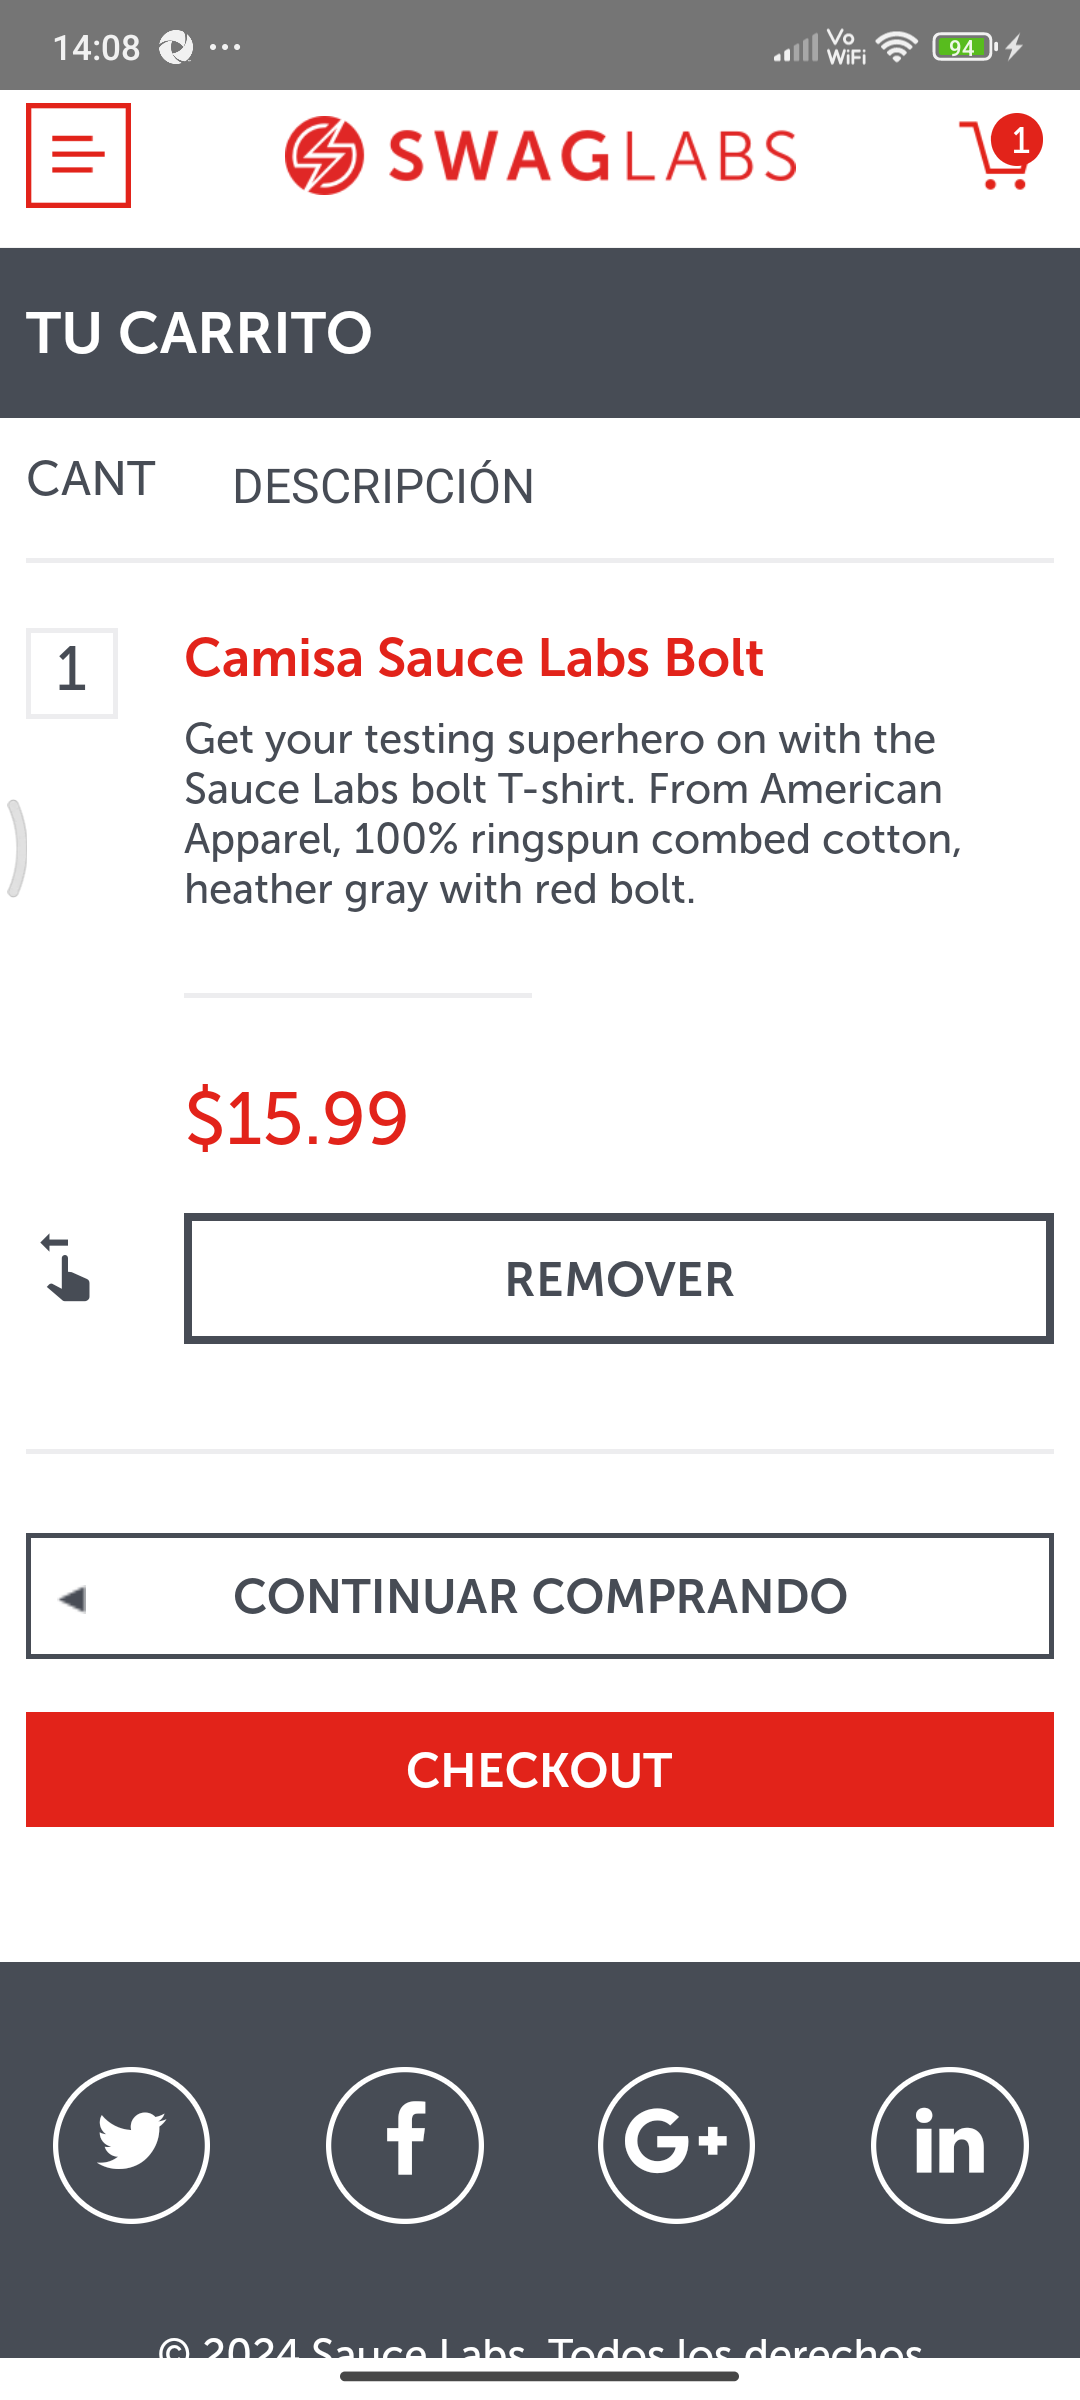 14:08
Vo
WiFi
94
SWAGLABS
1
TU CARRITO
CANT
DESCRIPCIÓN
1
Camisa Sauce Labs Bolt
Get your testing superhero on with the
Sauce Labs bolt T-shirt. From American
Apparel, 100% ringspun combed cotton,
heather gray with red bolt.
$15.99
REMOVER
CONTINUAR COMPRANDO
CHECKOUT
© 2024 Sauce Labs. Todos los derechos